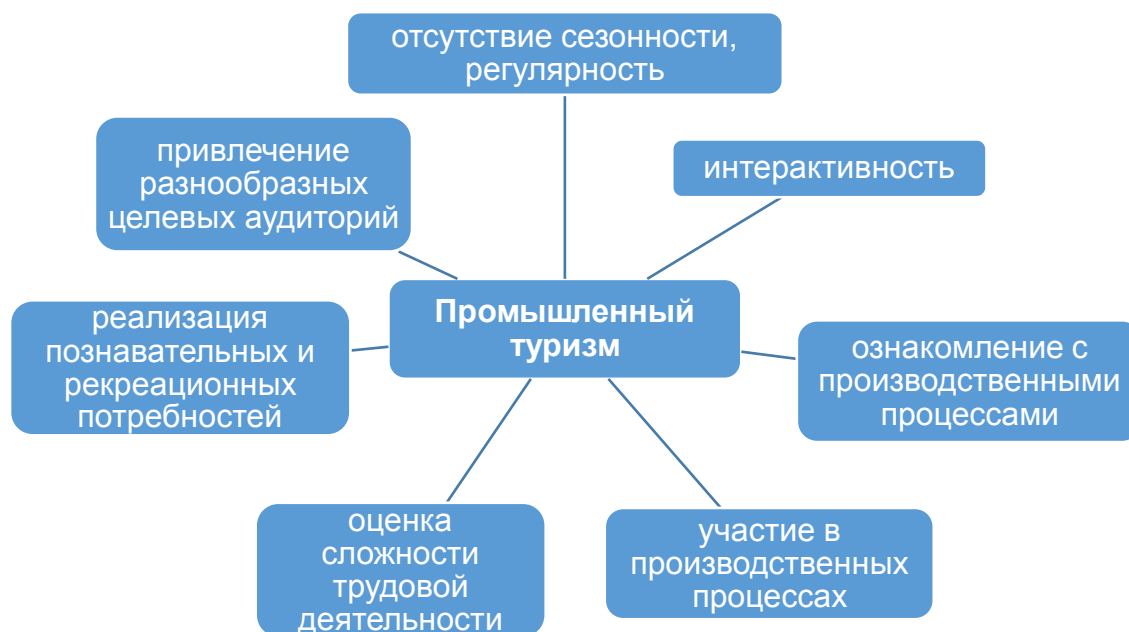 отсутствие сезонности,
регулярность
интерактивность
привлечение
разнообразных
целевых аудиторий
Промышленный
туризм
реализация
познавательных и
рекреационных
потребностей
ознакомление с
производственными
процессами
оценка
сложности
трудовой
деятельности
участие в
производственных
процессах